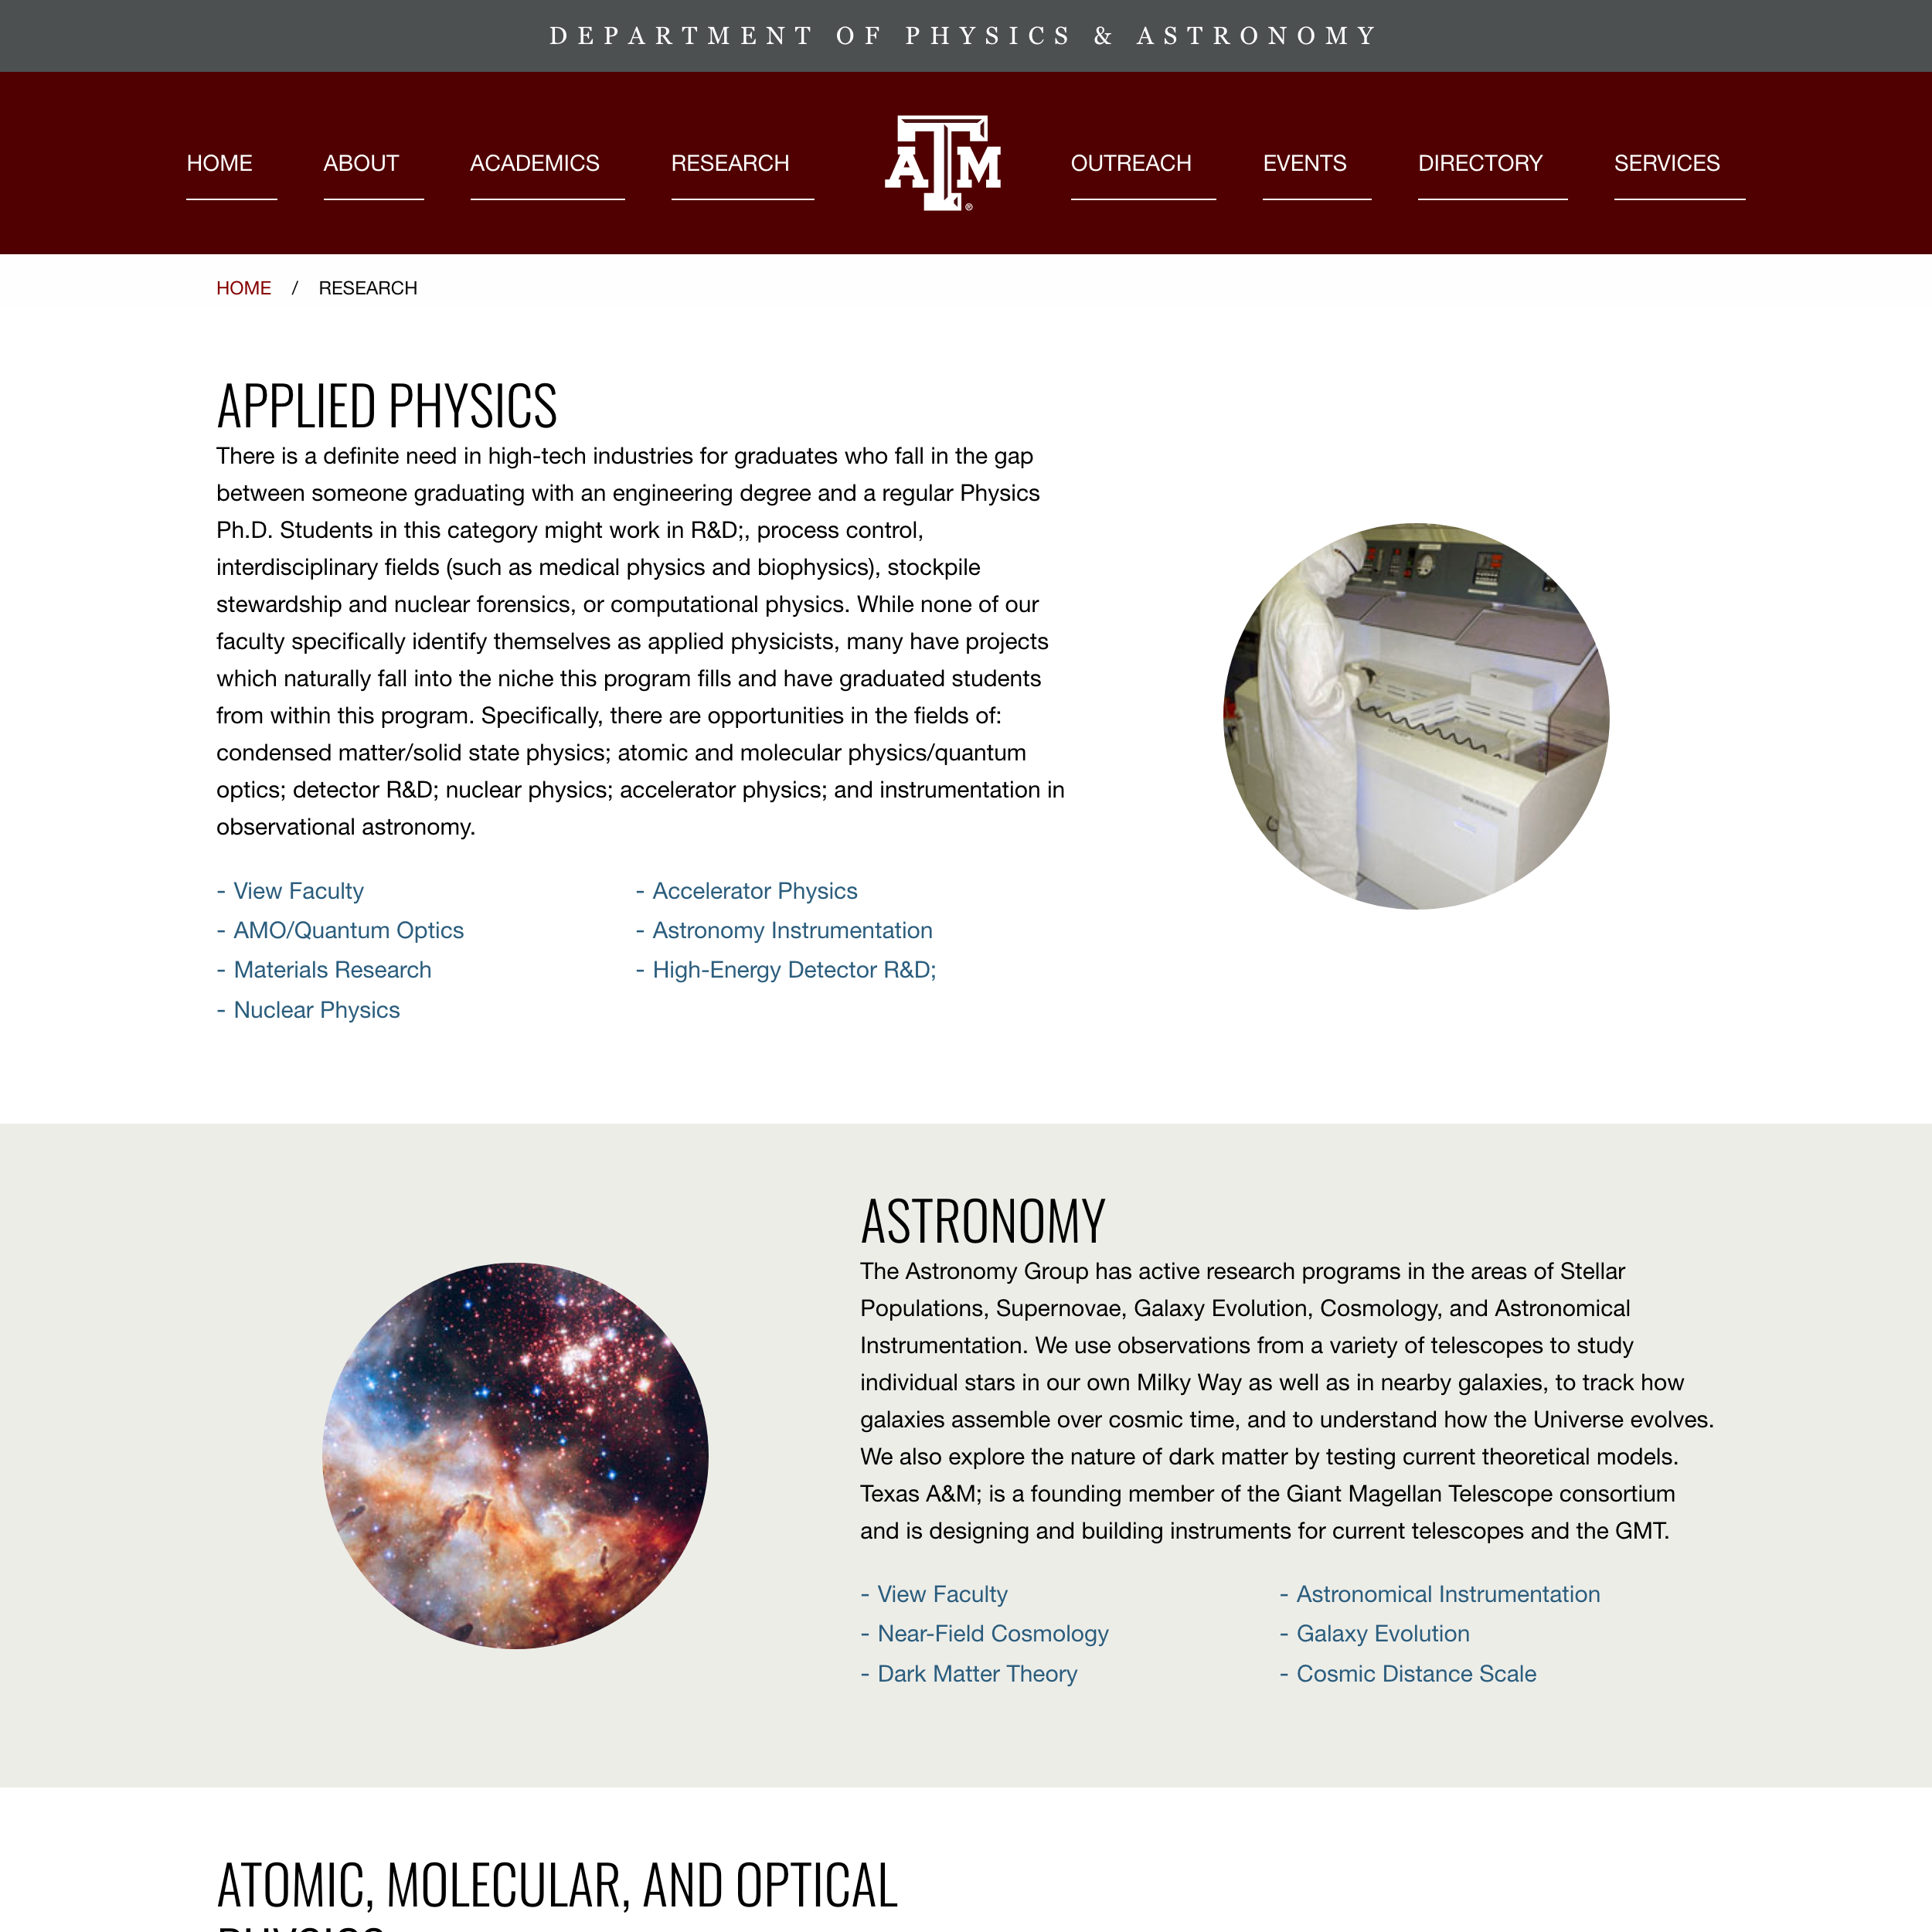 DEPARTMENT OF PHYSICS & ASTRONOMY
HOME ABOUT ACADEMICS RESEARCH ATM® OUTREACH EVENTS DIRECTORY SERVICES
HOME / RESEARCH
APPLIED PHYSICS
There is a definite need in high-tech industries for graduates who fall in the gap
between someone graduating with an engineering degree and a regular Physics
Ph.D. Students in this category might work in R&D;, process control,
interdisciplinary fields (such as medical physics and biophysics), stockpile
stewardship and nuclear forensics, or computational physics. While none of our
faculty specifically identify themselves as applied physicists, many have projects
which naturally fall into the niche this program fills and have graduated students
from within this program. Specifically, there are opportunities in the fields of:
condensed matter/solid state physics; atomic and molecular physics/quantum
optics; detector R&D; nuclear physics; accelerator physics; and instrumentation in
observational astronomy.
- View Faculty
- AMO/Quantum Optics
- Materials Research
- Nuclear Physics
- Accelerator Physics
- Astronomy Instrumentation
- High-Energy Detector R&D;
ASTRONOMY
The Astronomy Group has active research programs in the areas of Stellar
Populations, Supernovae, Galaxy Evolution, Cosmology, and Astronomical
Instrumentation. We use observations from a variety of telescopes to study
individual stars in our own Milky Way as well as in nearby galaxies, to track how
galaxies assemble over cosmic time, and to understand how the Universe evolves.
We also explore the nature of dark matter by testing current theoretical models.
Texas A&M; is a founding member of the Giant Magellan Telescope consortium
and is designing and building instruments for current telescopes and the GMT.
- View Faculty
- Near-Field Cosmology
- Dark Matter Theory
- Astronomical Instrumentation
- Galaxy Evolution
- Cosmic Distance Scale
ATOMIC, MOLECULAR, AND OPTICAL